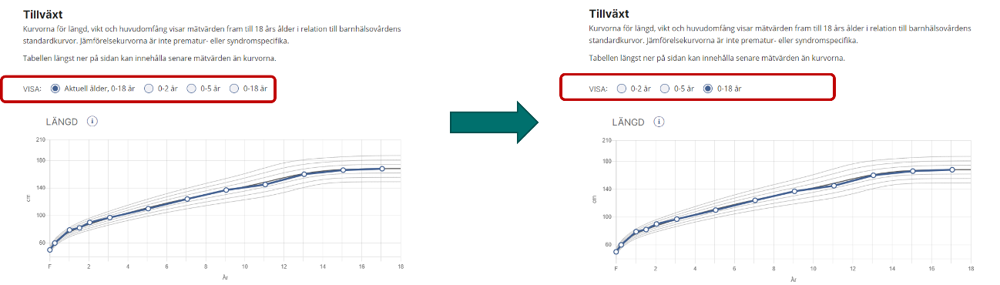 Tillväxt
Kurvorna för längd, vikt och huvudomfång visar mätvärden fram till 18 års ålder i relation till barnhälsovårdens
standardkurvor. Jämförelsekurvorna är inte prematur- eller syndromspecifika.
Tabellen längst ner på sidan kan innehålla senare mätvärden än kurvorna.
VISA: Aktuell ålder, 0-18 år 0-2 år 0-5 år 0-18 år
LÄNGD i
210
180
140
100
60
cm
F 2 4 6 8 10 12 14 16 18
År
Tillväxt
Kurvorna för längd, vikt och huvudomfång visar mätvärden fram till 18 års ålder i relation till barnhälsovårdens
standardkurvor. Jämförelsekurvorna är inte prematur- eller syndromspecifika.
Tabellen längst ner på sidan kan innehålla senare mätvärden än kurvorna.
VISA: 0-2 år 0-5 år 0-18 år
LÄNGD i
210
180
140
100
60
cm
F 2 4 6 8 10 12 14 16 18
År